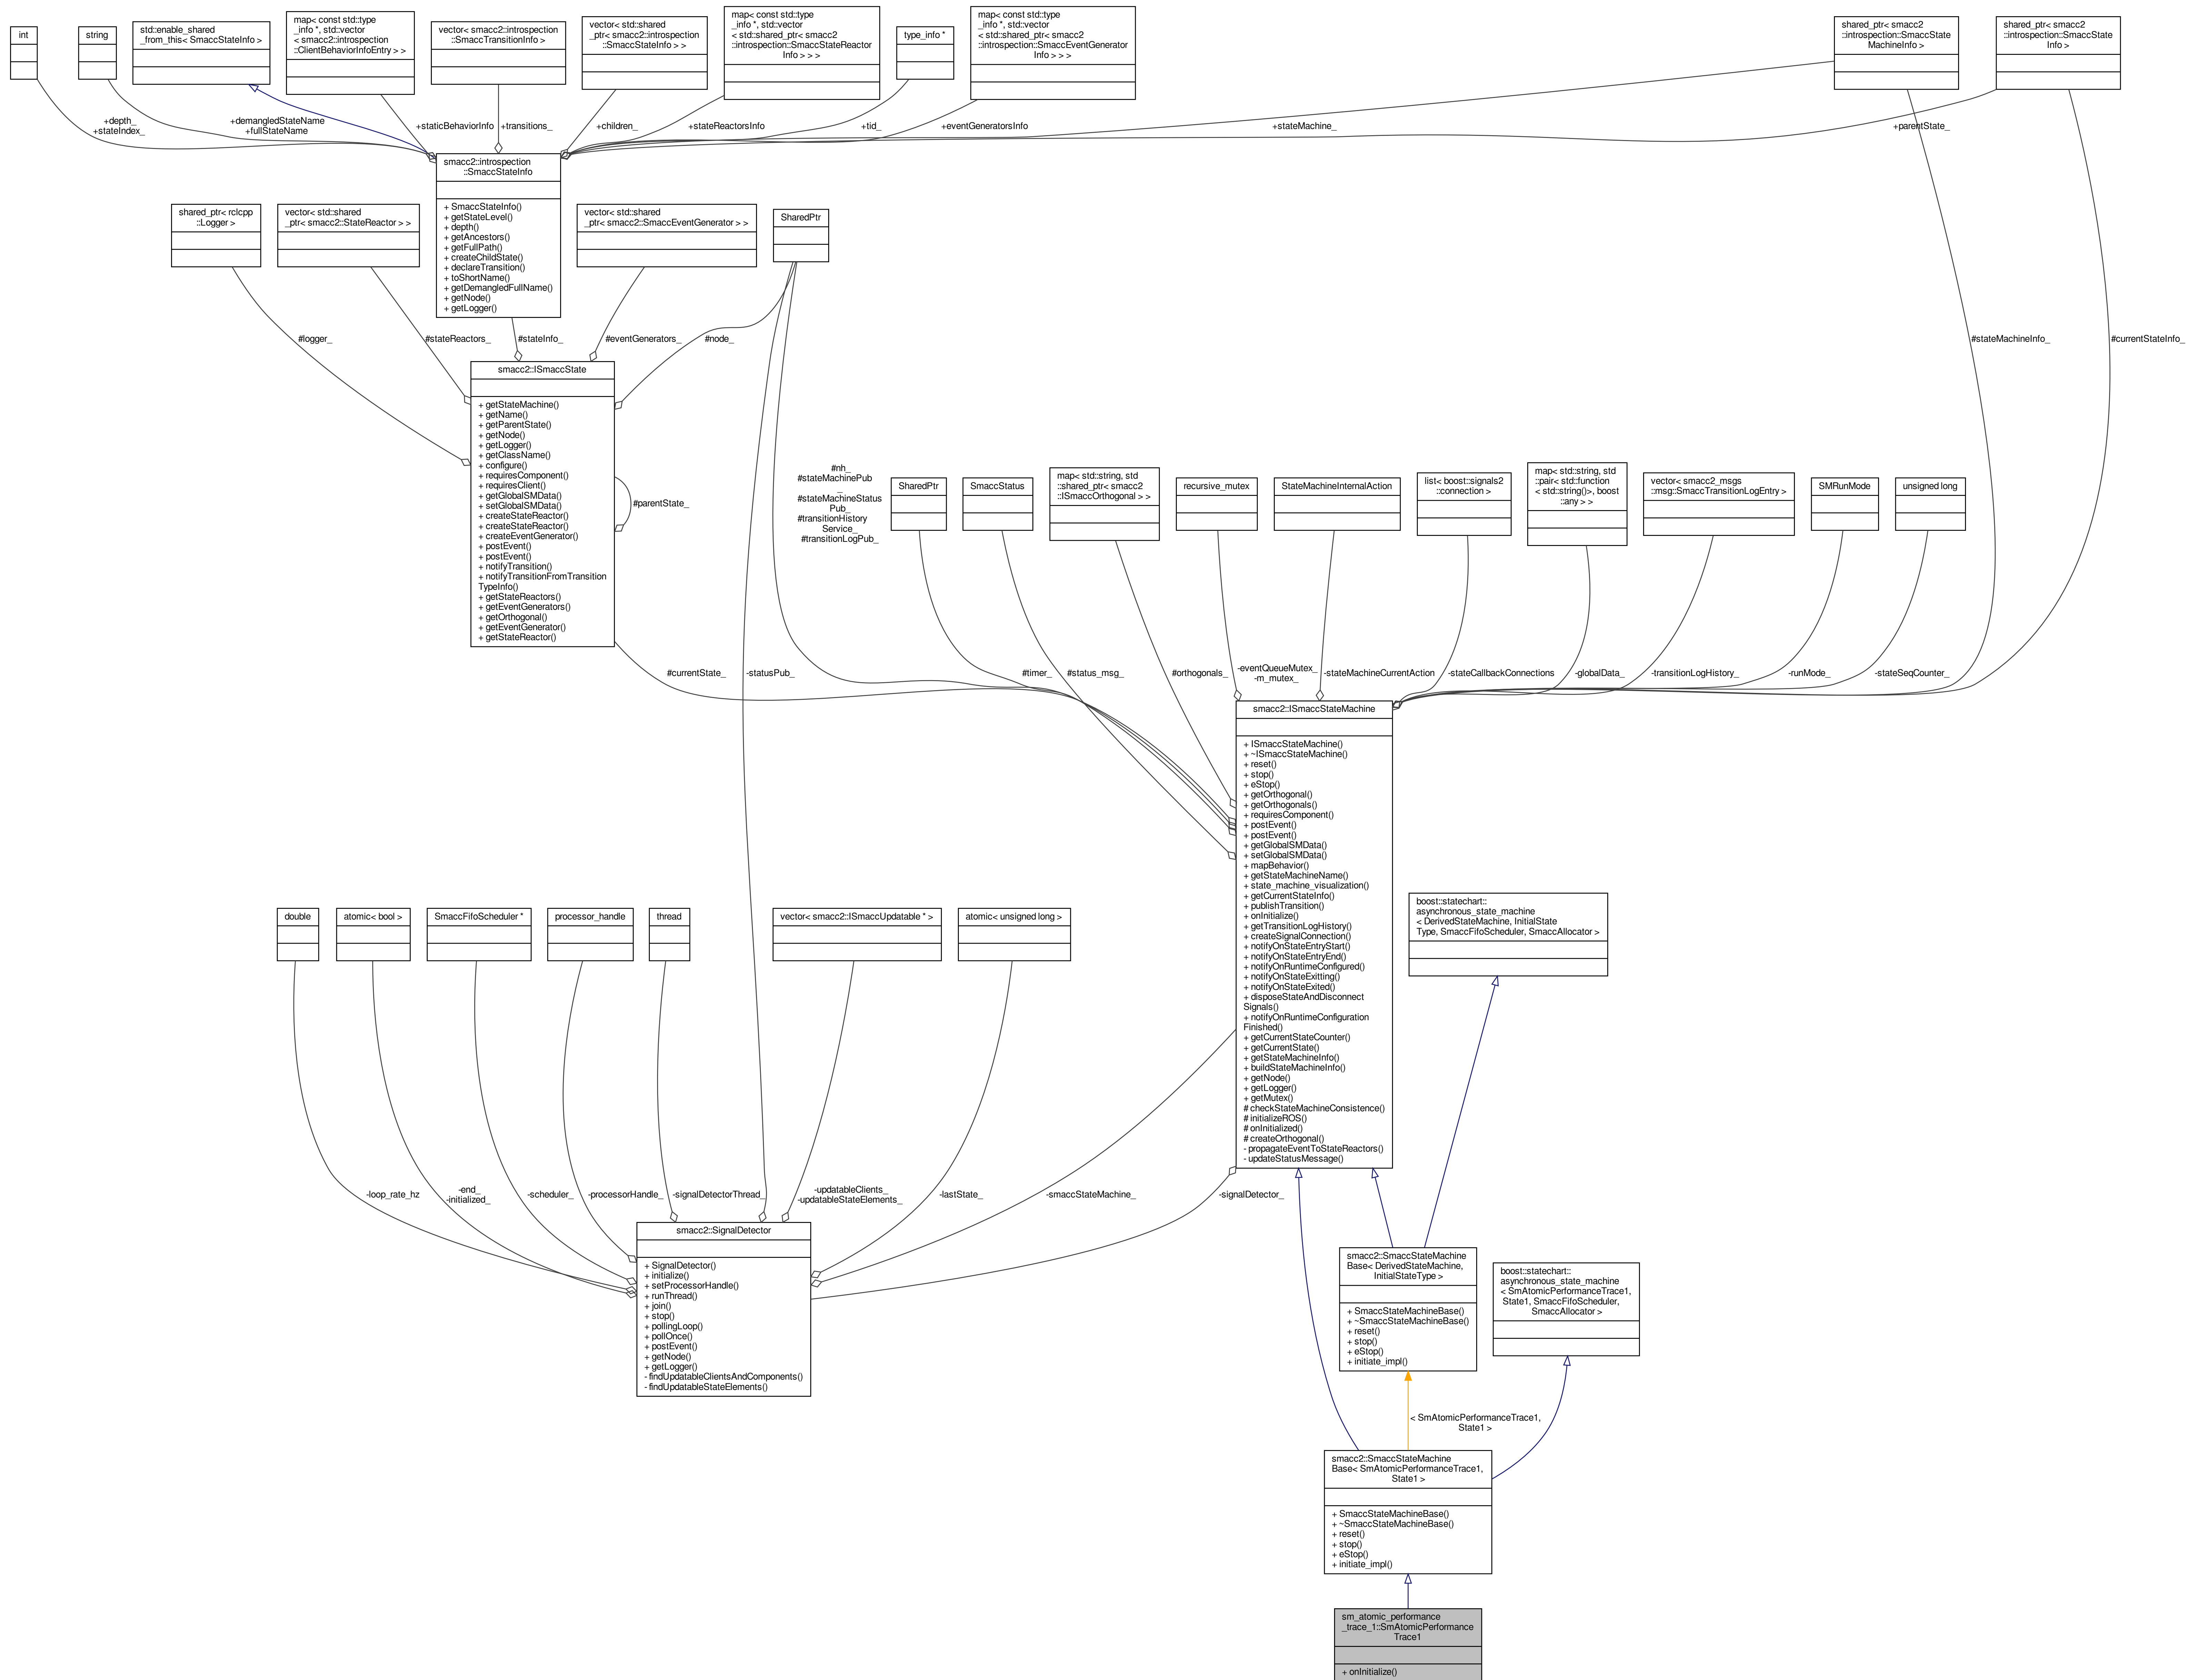 int
string
std::enable_shared
_from_this< SmaccStateInfo >
map< const std::type
_info *, std::vector
< smacc2::introspection
::ClientBehaviorInfoEntry > >
vector< smacc2::introspection
::SmaccTransitionInfo >
vector< std::shared
_ptr< smacc2::introspection
::SmaccStateInfo > >
map< const std::type
_info *, std::vector
< std::shared_ptr< smacc2
::introspection::SmaccStateReactor
Info > > >
type_info *
map< const std::type
_info *, std::vector
< std::shared_ptr< smacc2
::introspection::SmaccEventGenerator
Info > > >
shared_ptr< smacc2
::introspection::SmaccState
MachineInfo >
shared_ptr< smacc2
::introspection::SmaccState
Info >
+depth_
+stateIndex_
+demangledStateName
+fullStateName
+staticBehaviorInfo
+transitions_
+children_
+stateReactorsInfo
+tid_
+eventGeneratorsInfo
+stateMachine_
+parentState_
smacc2::introspection
::SmaccStateInfo
+ SmaccStateInfo()
+ getStateLevel()
+ depth()
+ getAncestors()
+ getFullPath()
+ createChildState()
+ declareTransition()
+ toShortName()
+ getDemangledFullName()
+ getNode()
+ getLogger()
shared_ptr< rclcpp
::Logger >
vector< std::shared
_ptr< smacc2::StateReactor > >
vector< std::shared
_ptr< smacc2::SmaccEventGenerator > >
SharedPtr
#logger_
#stateReactors_
#stateInfo_
#eventGenerators_
#node_
#stateMachineInfo_
#currentStateInfo_
smacc2::ISmaccState
+ getStateMachine()
+ getName()
+ getParentState()
+ getNode()
+ getLogger()
+ getClassName()
+ configure()
+ requiresComponent()
+ requiresClient()
+ getGlobalSMData()
+ setGlobalSMData()
+ createStateReactor()
+ createStateReactor()
+ createEventGenerator()
+ postEvent()
+ postEvent()
+ notifyTransition()
+ notifyTransitionFromTransition
TypeInfo()
+ getStateReactors()
+ getEventGenerators()
+ getOrthogonal()
+ getEventGenerator()
+ getStateReactor()
#parentState_
#nh_
#stateMachinePub
_
#stateMachineStatus
Pub_
#transitionHistory
Service_
#transitionLogPub_
SharedPtr
SmaccStatus
map< std::string, std
::shared_ptr< smacc2
::ISmaccOrthogonal > >
recursive_mutex
StateMachineInternalAction
list< boost::signals2
::connection >
map< std::string, std
::pair< std::function
< std::string()>, boost
::any > >
vector< smacc2_msgs
::msg::SmaccTransitionLogEntry >
SMRunMode
unsigned long
#currentState_
-statusPub_
#timer_
#status_msg_
#orthogonals_
-eventQueueMutex_
-m_mutex_
-stateMachineCurrentAction
-stateCallbackConnections
-globalData_
-transitionLogHistory_
-runMode_
-stateSeqCounter_
smacc2::ISmaccStateMachine
+ ISmaccStateMachine()
+ ~ISmaccStateMachine()
+ reset()
+ stop()
+ eStop()
+ getOrthogonal()
+ getOrthogonals()
+ requiresComponent()
+ postEvent()
+ postEvent()
+ getGlobalSMData()
+ setGlobalSMData()
+ mapBehavior()
+ getStateMachineName()
+ state_machine_visualization()
+ getCurrentStateInfo()
+ publishTransition()
+ onInitialize()
+ getTransitionLogHistory()
+ createSignalConnection()
+ notifyOnStateEntryStart()
+ notifyOnStateEntryEnd()
+ notifyOnRuntimeConfigured()
+ notifyOnStateExitting()
+ notifyOnStateExited()
+ disposeStateAndDisconnect
Signals()
+ notifyOnRuntimeConfiguration
Finished()
+ getCurrentStateCounter()
+ getCurrentState()
+ getStateMachineInfo()
+ buildStateMachineInfo()
+ getNode()
+ getLogger()
+ getMutex()
# checkStateMachineConsistence()
# initializeROS()
# onInitialized()
# createOrthogonal()
- propagateEventToStateReactors()
- updateStatusMessage()
double
atomic< bool >
SmaccFifoScheduler *
processor_handle
thread
vector< smacc2::ISmaccUpdatable * >
atomic< unsigned long >
boost::statechart::
asynchronous_state_machine
< DerivedStateMachine, InitialState
Type, SmaccFifoScheduler, SmaccAllocator >
-loop_rate_hz
-end_
-initialized_
-scheduler_
-processorHandle_
-signalDetectorThread_
-updatableClients_
-updatableStateElements_
-lastState_
-smaccStateMachine_
-signalDetector_
smacc2::SignalDetector
+ SignalDetector()
+ initialize()
+ setProcessorHandle()
+ runThread()
+ join()
+ stop()
+ pollingLoop()
+ pollOnce()
+ postEvent()
+ getNode()
+ getLogger()
- findUpdatableClientsAndComponents()
- findUpdatableStateElements()
smacc2::SmaccStateMachine
Base< DerivedStateMachine,
InitialStateType >
+ SmaccStateMachineBase()
+ ~SmaccStateMachineBase()
+ reset()
+ stop()
+ eStop()
+ initiate_impl()
boost::statechart::
asynchronous_state_machine
< SmAtomicPerformanceTrace1,
State1, SmaccFifoScheduler,
SmaccAllocator >
< SmAtomicPerformanceTrace1,
State1 >
smacc2::SmaccStateMachine
Base< SmAtomicPerformanceTrace1,
State1 >
+ SmaccStateMachineBase()
+ ~SmaccStateMachineBase()
+ reset()
+ stop()
+ eStop()
+ initiate_impl()
sm_atomic_performance
_trace_1::SmAtomicPerformance
Trace1
+ onInitialize()